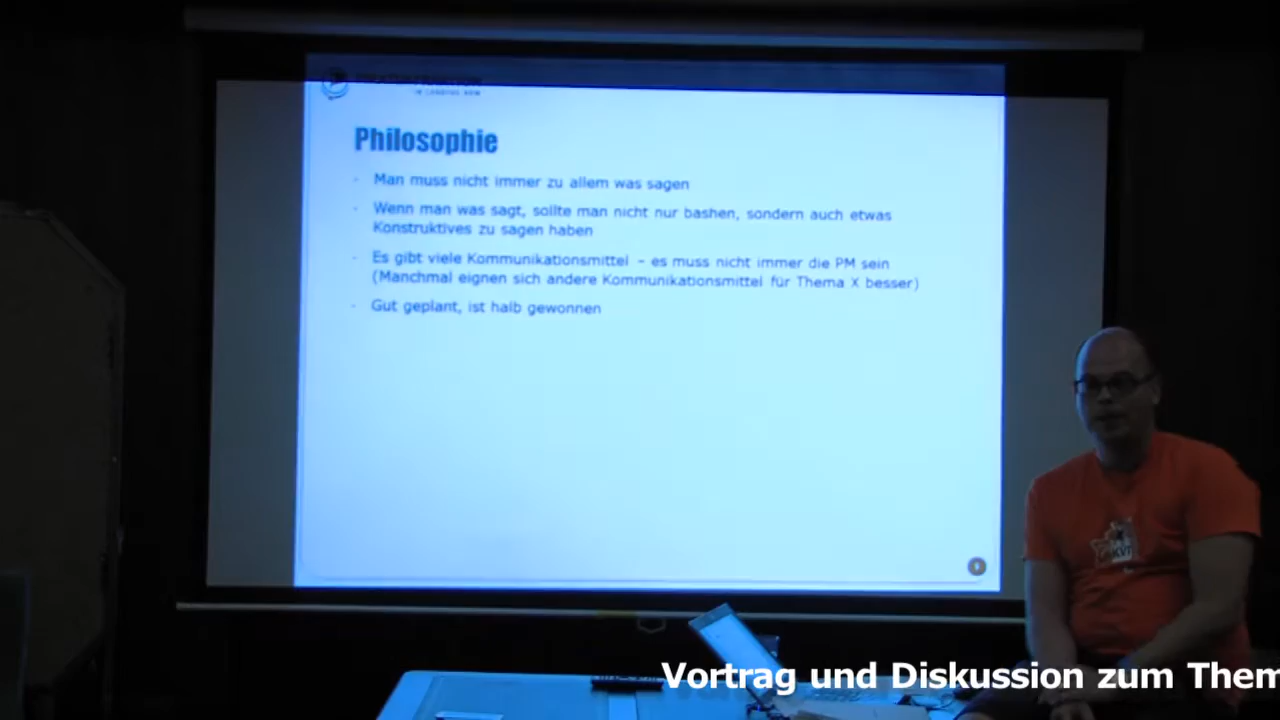 Philosophie
- Man muss nicht immer zu allem was sagen
- Wenn man was sagt, sollte man nicht nur bashen, sondern auch etwas
Konstruktives zu sagen haben
- Es gibt viele Kommunikationsmittel – es muss nicht immer die PM sein
(Manchmal eignen sich andere Kommunikationsmittel für Thema X besser)
- Gut geplant, ist halb gewonnen
Vortrag und Diskussion zum Them